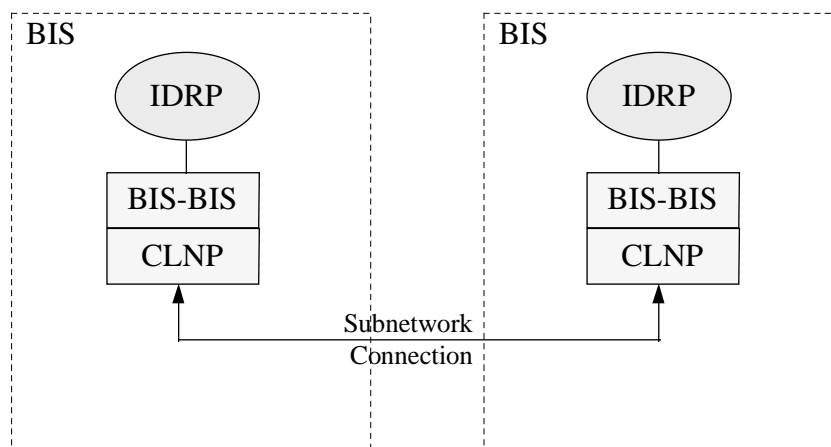 BIS
IDRP
BIS-BIS
CLNP
BIS
IDRP
BIS-BIS
CLNP
Subnetwork
Connection